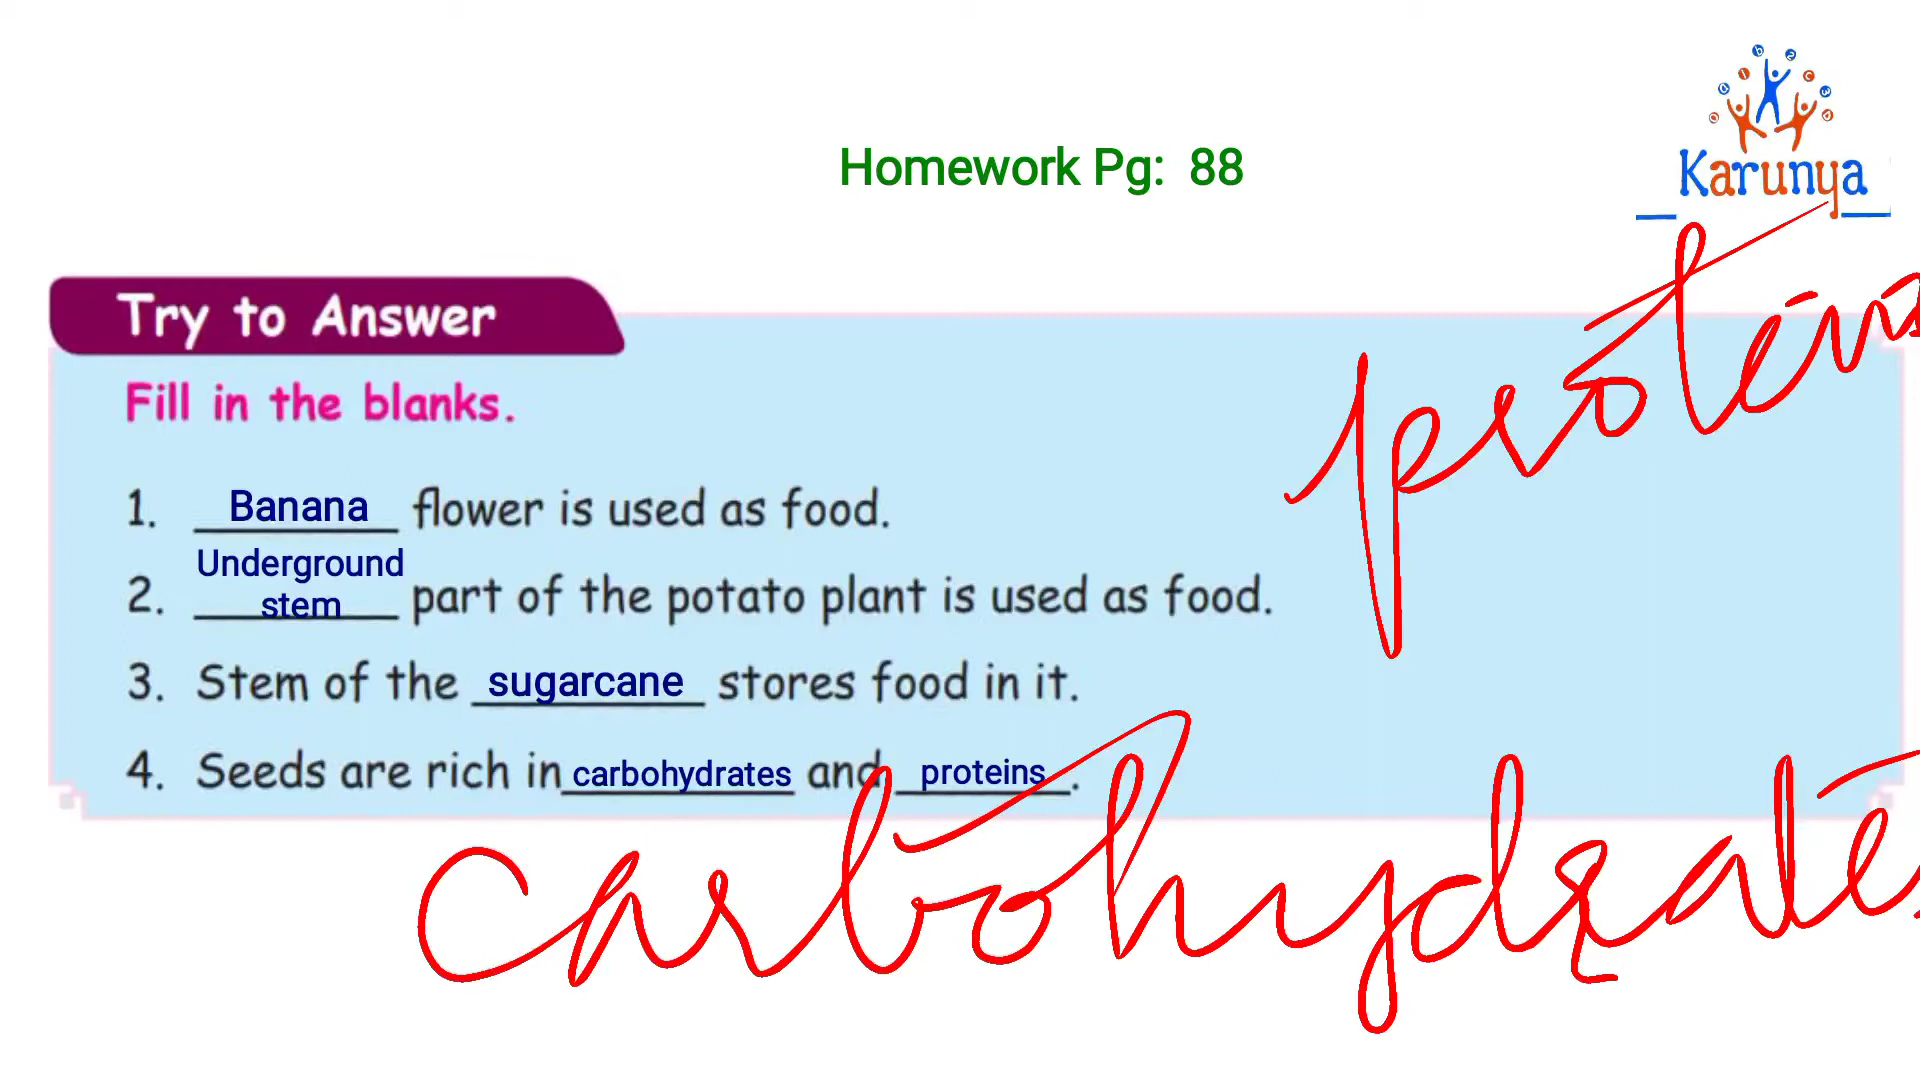 Karunya
Homework Pg: 88
Try to Answer
Fill in the blanks.
1. Banana flower is used as food.
2. Underground stem part of the potato plant is used as food.
3. Stem of the sugarcane stores food in it.
4. Seeds are rich in carbohydrates and proteins.
proteins
carbohydrates